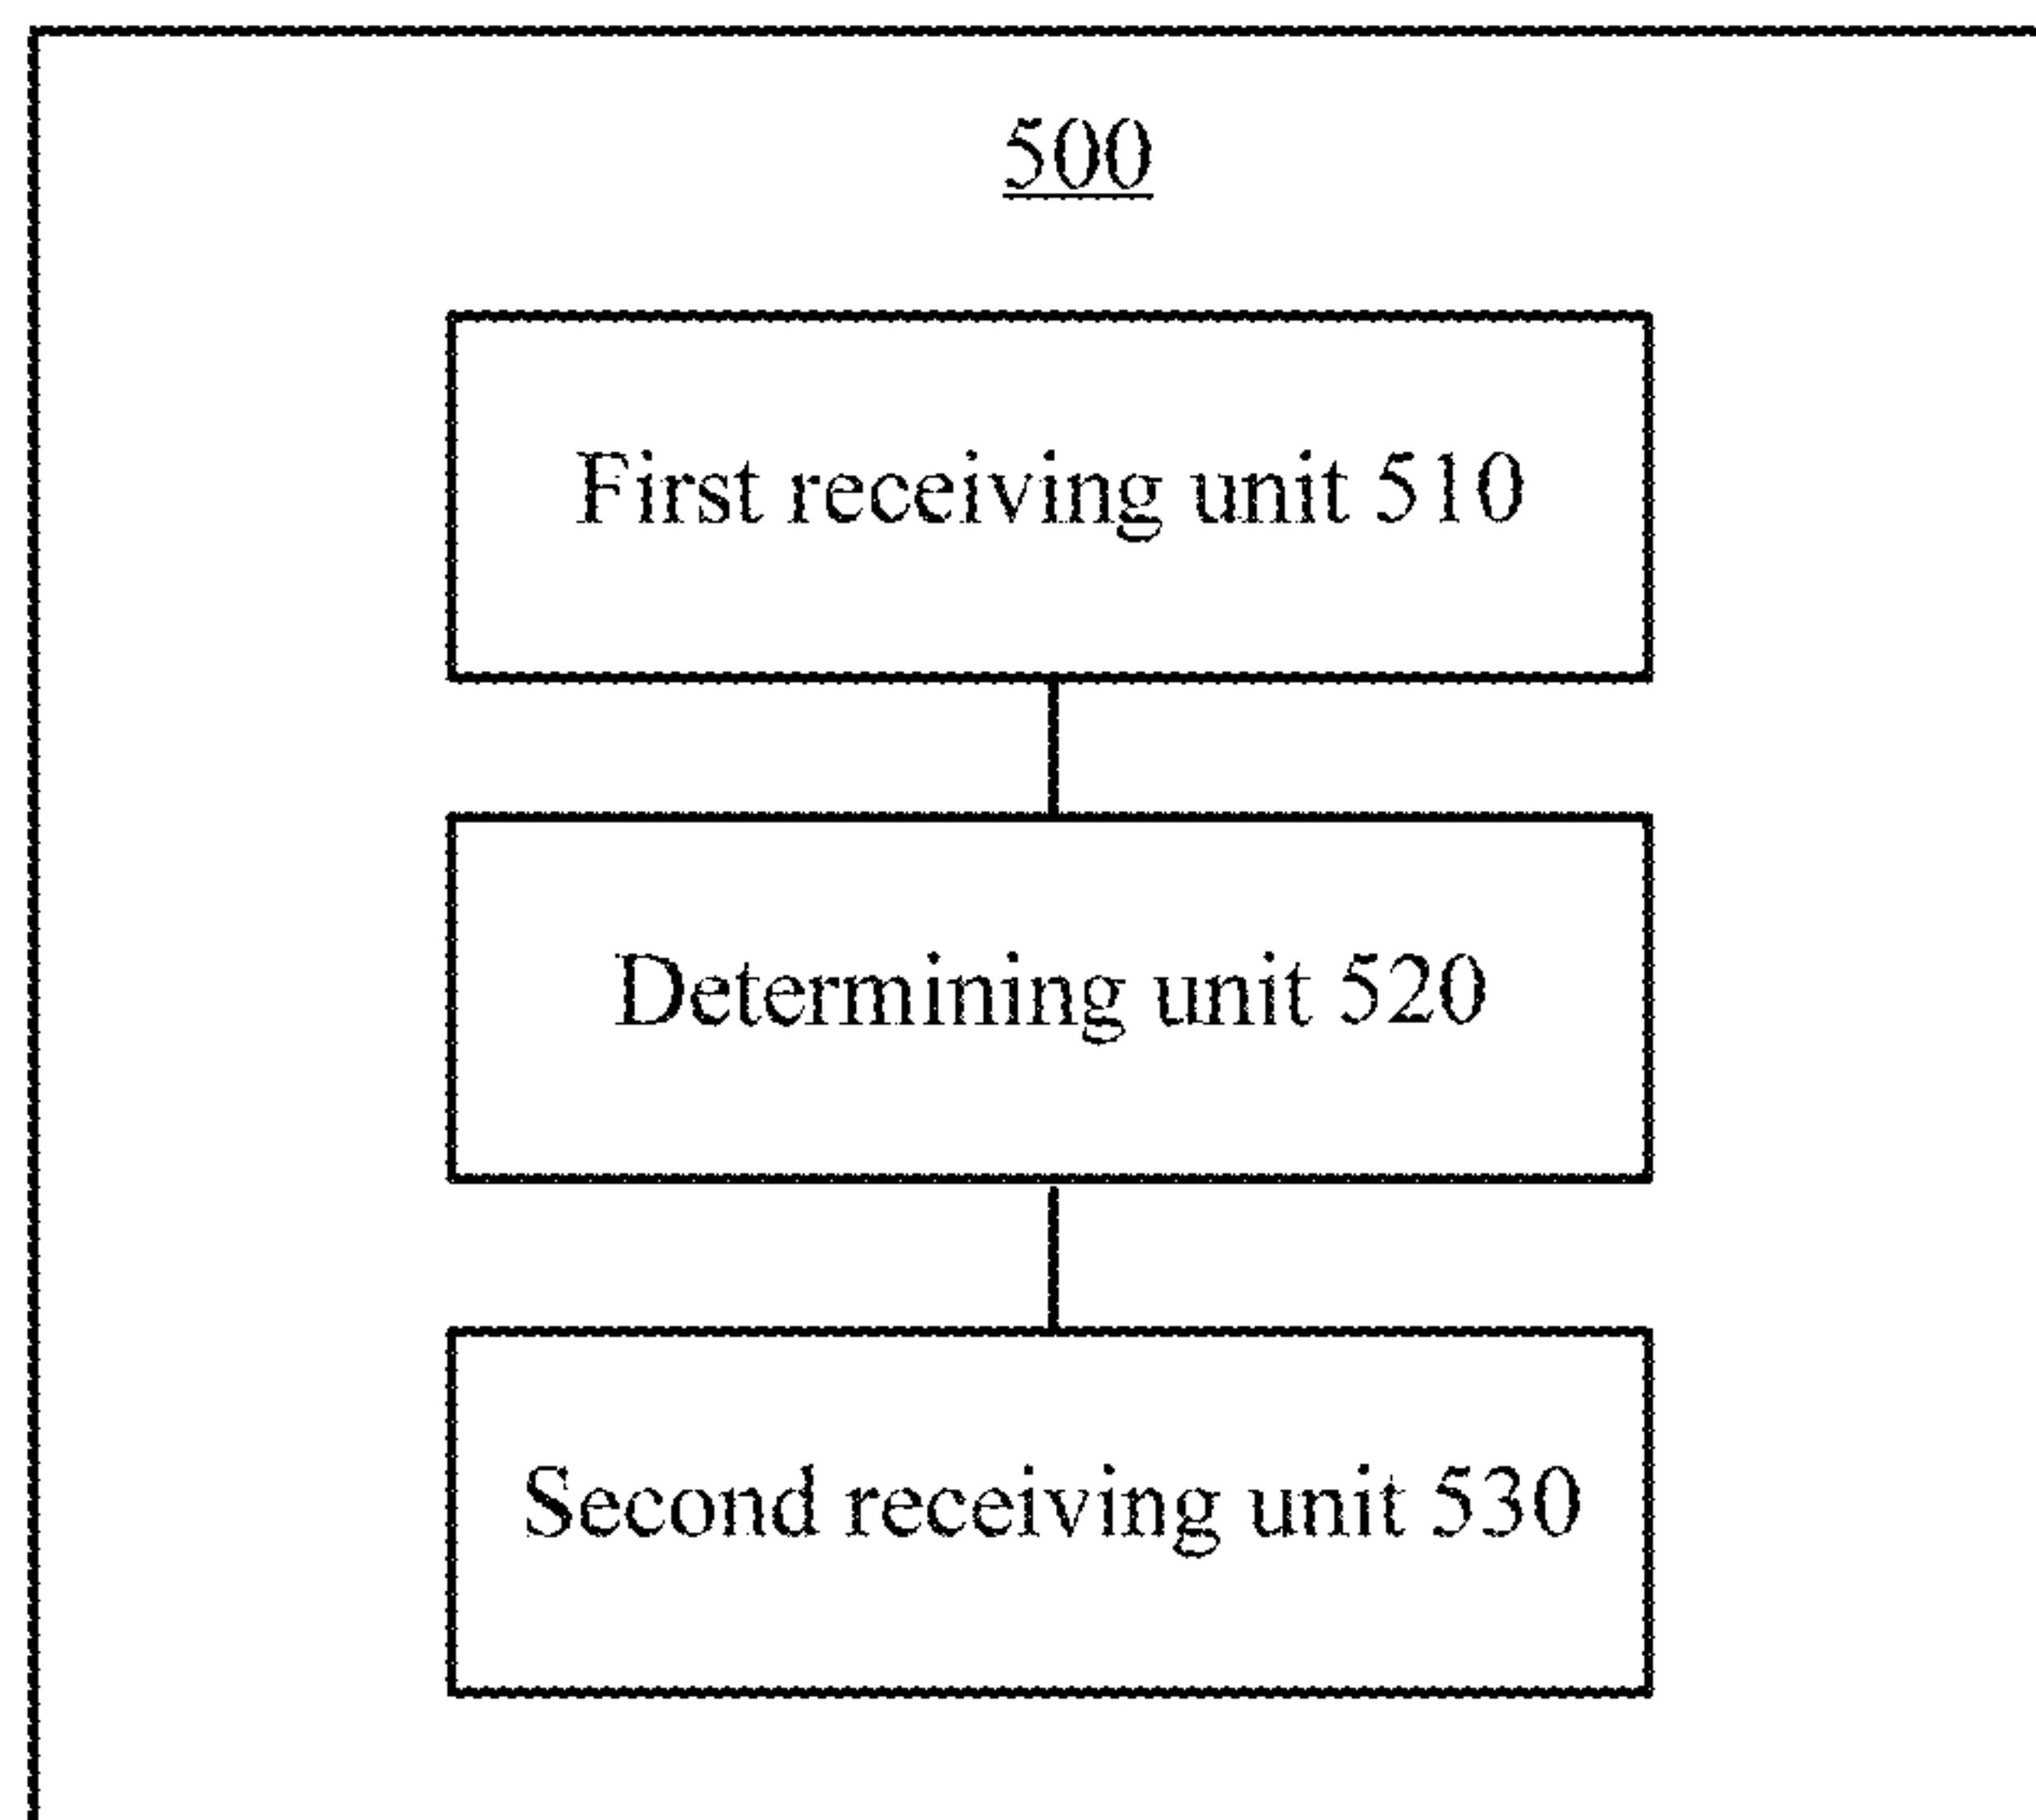 500
First receiving unit 510
Determining unit 520
Second receiving unit 530